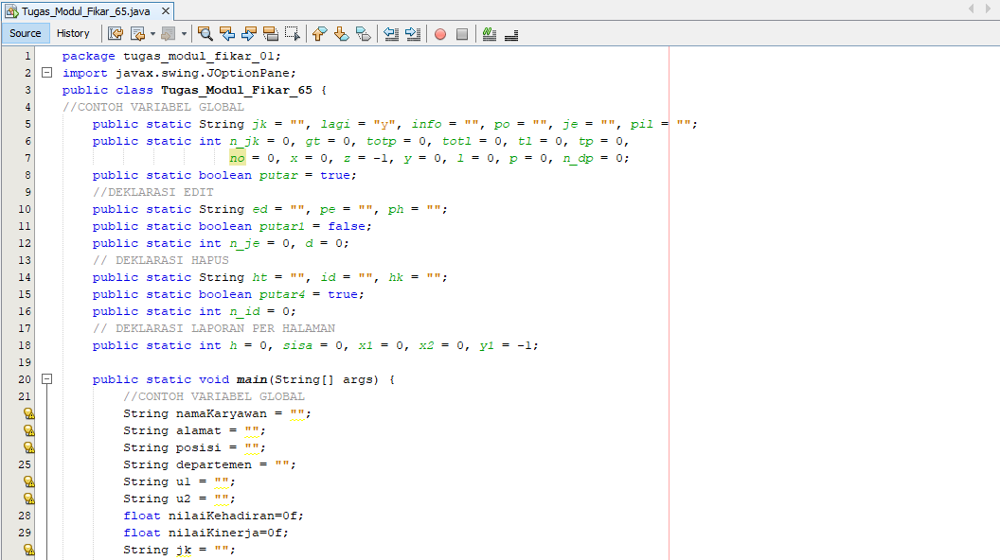 Tugas_Modul_Fikar_65.java
Source History
1 package tugas_modul_fikar_01;
2 import javax.swing.JOptionPane;
3 public class Tugas_Modul_Fikar_65 {
4 //CONTOH VARIABEL GLOBAL
5 public static String jk = "", lagi = "y", info = "", po = "", je = "", pil = "";
6 public static int n_jk = 0, gt = 0, totp = 0, totl = 0, tl = 0, tp = 0,
7 no = 0, x = 0, z = -1, y = 0, l = 0, p = 0, n_dp = 0;
8 public static boolean putar = true;
9 //DEKLARASI EDIT
10 public static String ed = "", pe = "", ph = "";
11 public static boolean putar1 = false;
12 public static int n_je = 0, d = 0;
13 // DEKLARASI HAPUS
14 public static String ht = "", id = "", hk = "";
15 public static boolean putar4 = true;
16 public static int n_id = 0;
17 // DEKLARASI LAPORAN PER HALAMAN
18 public static int h = 0, sisa = 0, x1 = 0, x2 = 0, y1 = -1;
19
20 public static void main(String[] args) {
21 //CONTOH VARIABEL GLOBAL
String namaKaryawan = "";
String alamat = "";
String posisi = "";
25 String departemen = "";
String u1 = "";
String u2 = "";
28 float nilaiKehadiran=0f;
29 float nilaiKinerja=0f;
String jk = "";